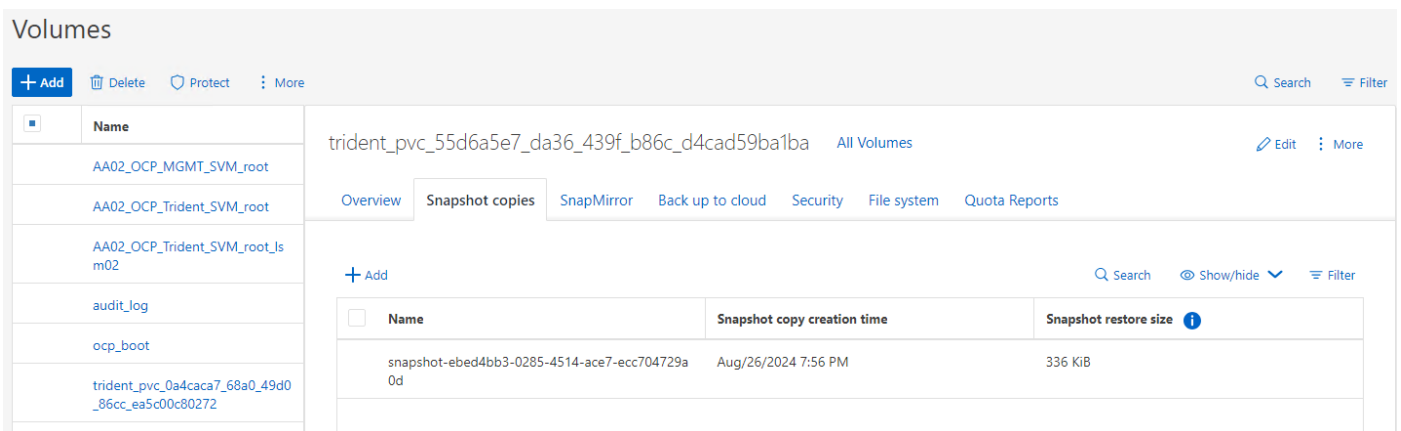 Volumes
Add
Delete
Protect
More
Search
Filter
Name
AA02_OCP_MGMT_SVM_root
AA02_OCP_Trident_SVM_root
AA02_OCP_Trident_SVM_root_ls
m02
audit_log
ocp_boot
trident_pvc_0a4caca7_68a0_49d0
_86cc_ea5c00c80272
trident_pvc_55d6a5e7_da36_439f_b86c_d4cad59ba1ba All Volumes
Edit
More
Overview Snapshot copies SnapMirror Back up to cloud Security File system Quota Reports
Add
Search
Show/hide
Filter
Name Snapshot copy creation time Snapshot restore size
snapshot-ebed4bb3-0285-4514-ace7-ecc704729a Aug/26/2024 7:56 PM 336 KiB
0d